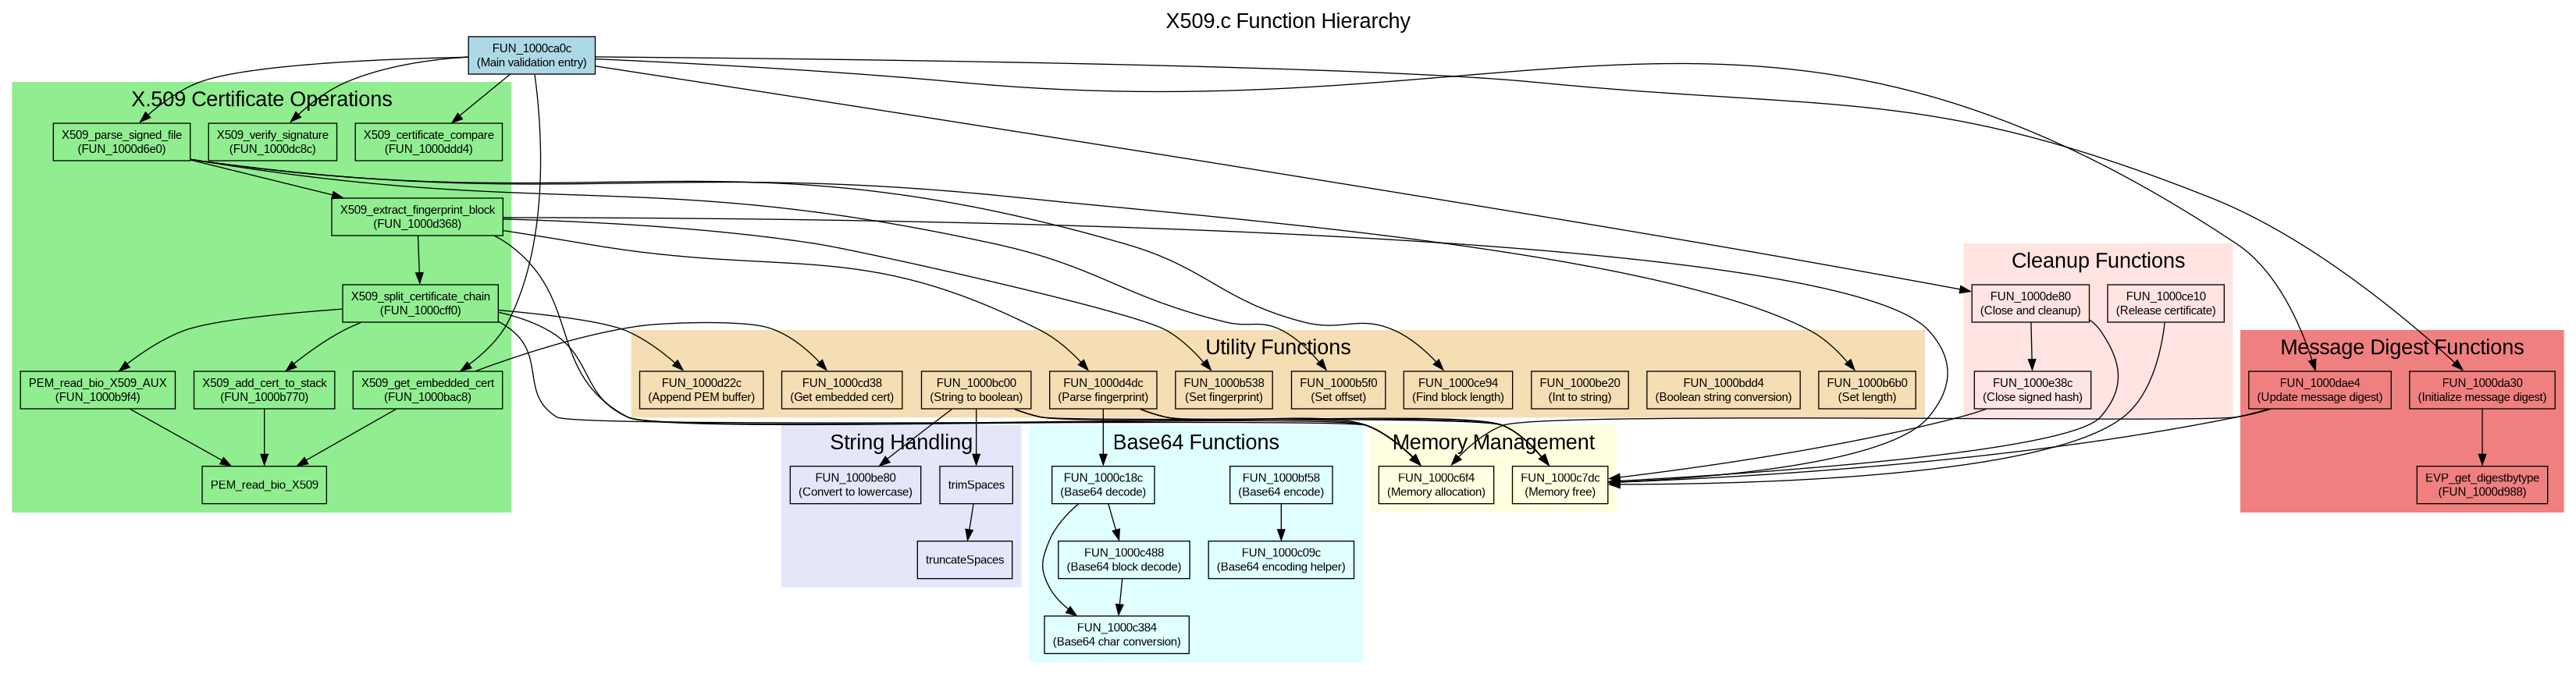 X509.c Function Hierarchy
FUN_1000ca0c
(Main validation entry)
X.509 Certificate Operations
X509_parse_signed_file
(FUN_1000d6e0)
X509_verify_signature
(FUN_1000dc8c)
X509_certificate_compare
(FUN_1000ddd4)
X509_extract_fingerprint_block
(FUN_1000d368)
X509_split_certificate_chain
(FUN_1000cff0)
PEM_read_bio_X509_AUX
(FUN_1000b9f4)
X509_add_cert_to_stack
(FUN_1000b770)
X509_get_embedded_cert
(FUN_1000bac8)
PEM_read_bio_X509
Utility Functions
FUN_1000d22c
(Append PEM buffer)
FUN_1000cd38
(Get embedded cert)
FUN_1000bc00
(String to boolean)
FUN_1000d4dc
(Parse fingerprint)
FUN_1000b538
(Set fingerprint)
FUN_1000b5f0
(Set offset)
FUN_1000ce94
(Find block length)
FUN_1000be20
(Int to string)
FUN_1000bdd4
(Boolean string conversion)
FUN_1000b6b0
(Set length)
Cleanup Functions
FUN_1000de80
(Close and cleanup)
FUN_1000ce10
(Release certificate)
FUN_1000e38c
(Close signed hash)
Message Digest Functions
FUN_1000dae4
(Update message digest)
FUN_1000da30
(Initialize message digest)
EVP_get_digestbytype
(FUN_1000d988)
String Handling
FUN_1000be80
(Convert to lowercase)
trimSpaces
truncateSpaces
Base64 Functions
FUN_1000c18c
(Base64 decode)
FUN_1000bf58
(Base64 encode)
FUN_1000c488
(Base64 block decode)
FUN_1000c09c
(Base64 encoding helper)
FUN_1000c384
(Base64 char conversion)
Memory Management
FUN_1000c6f4
(Memory allocation)
FUN_1000c7dc
(Memory free)